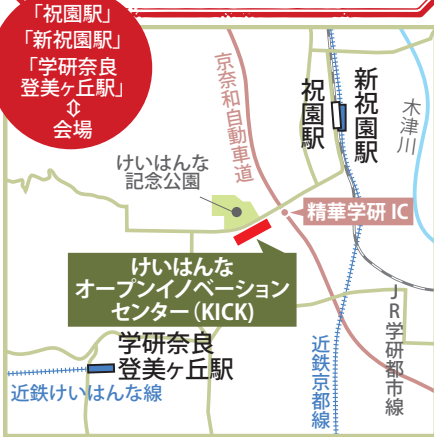 「祝園駅」
「新祝園駅」
「学研奈良
登美ヶ丘駅」
⇕
会場
京奈和自動車道
祝園駅
新祝園駅
木津川
けいはんな
記念公園
精華学研 IC
けいはんな
オープンイノベーション
センター (KICK)
学研奈良
登美ヶ丘駅
近鉄けいはんな線
近鉄京都線
JR学研都市線